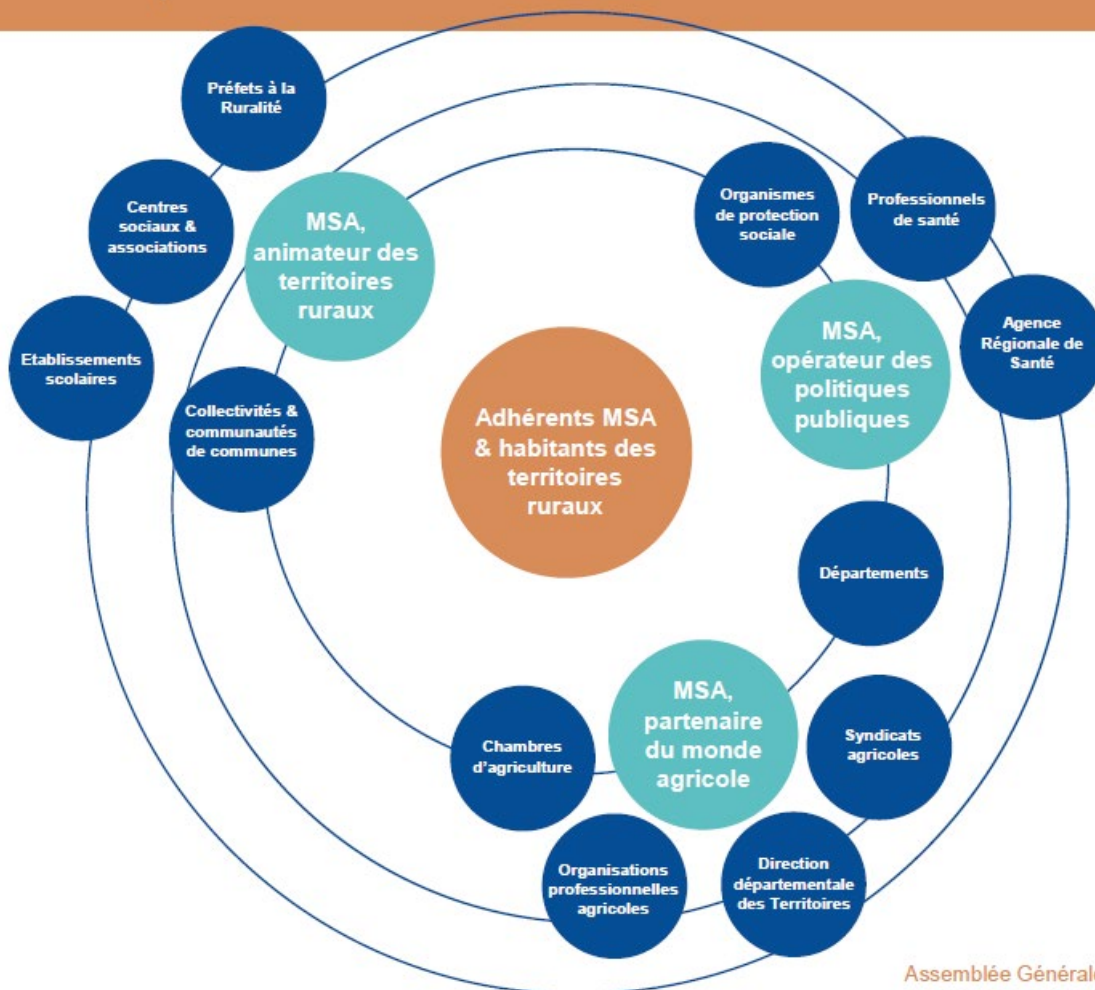 Préfets à la
Ruralité
Centres
sociaux &
associations
Etablissements
scolaires
MSA,
animateur des
territoires
ruraux
Collectivités &
communautés
de communes
Organismes
de protection
sociale
Professionnels
de santé
Agence
Régionale de
Santé
MSA,
opérateur des
politiques
publiques
Adhérents MSA
& habitants des
territoires
ruraux
Départements
MSA,
partenaire
du monde
agricole
Chambres
d'agriculture
Syndicats
agricoles
Organisations
professionnelles
agricoles
Direction
départementale
des Territoires
Assemblée Générale